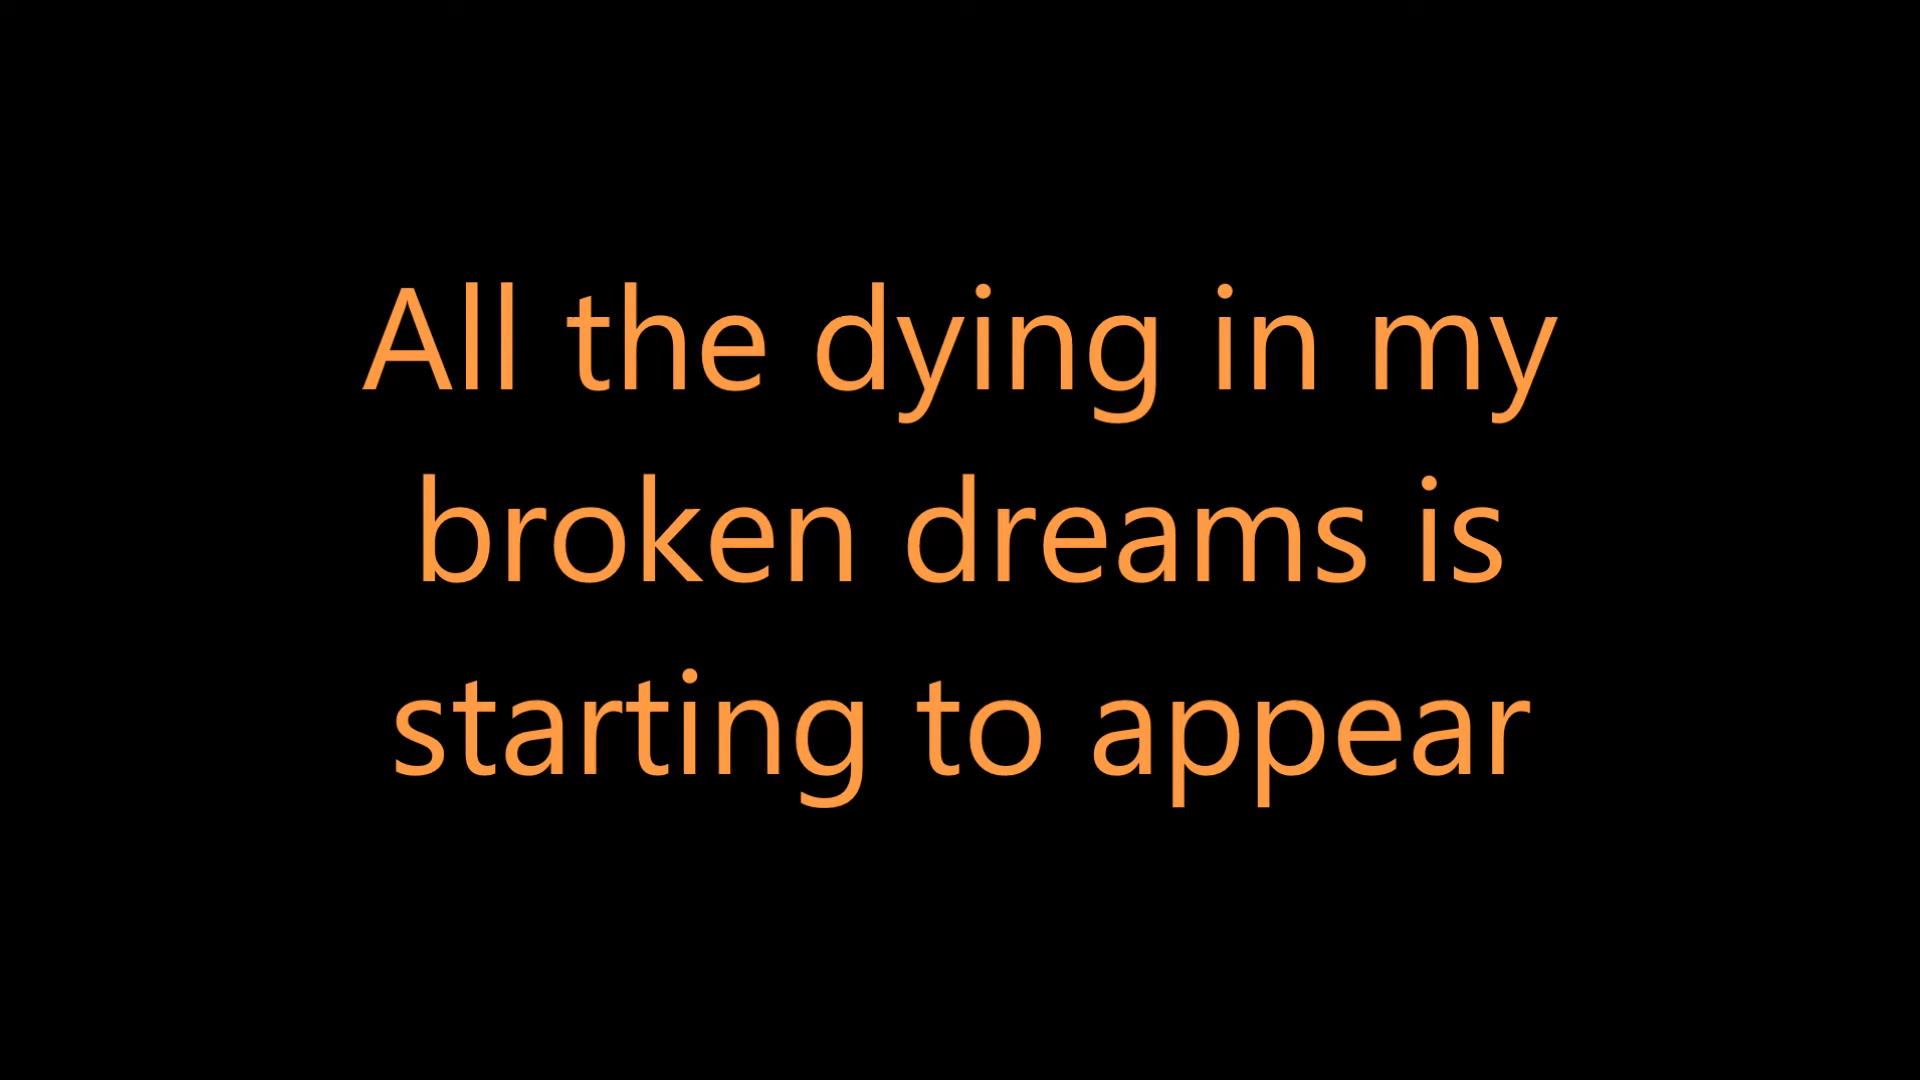 All the dying in my
broken dreams is
starting to appear